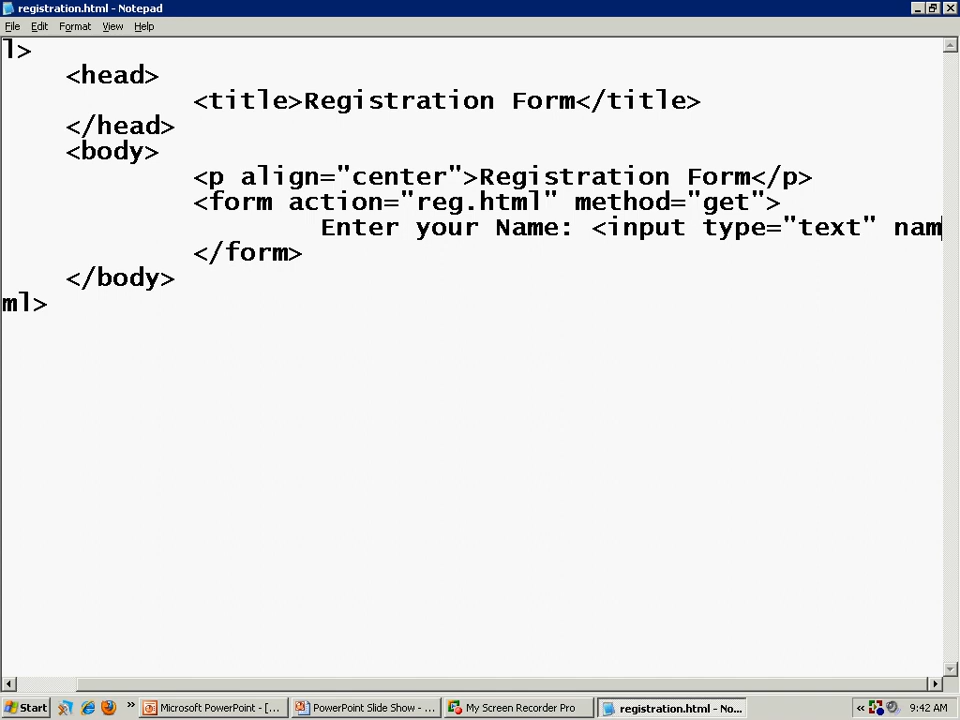 registration.html - Notepad
File Edit Format View Help
l>
<head>
<title>Registration Form</title>
</head>
<body>
<p align="center">Registration Form</p>
<form action="reg.html" method="get">
Enter your Name: <input type="text" nam
</form>
</body>
ml>
Start » Microsoft PowerPoint - [... PowerPoint Slide Show - ... My Screen Recorder Pro registration.html - No... « 9:42 AM